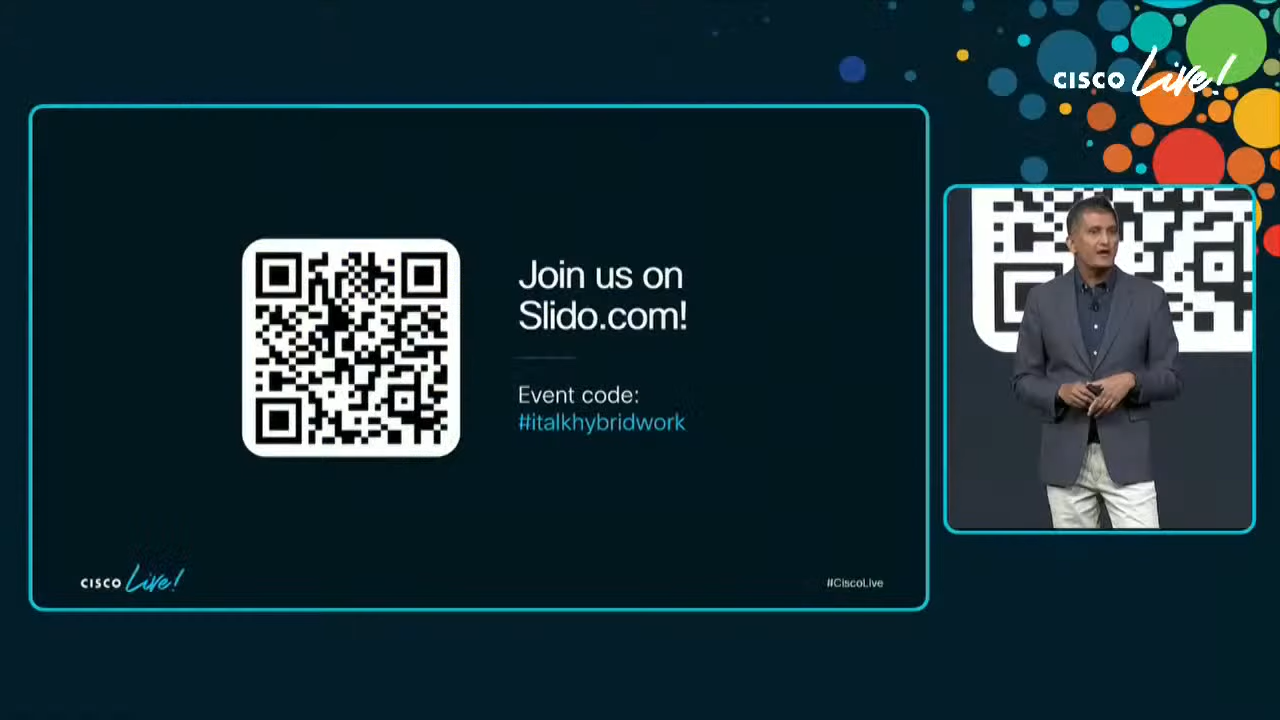 CISCO Live!
Join us on
Slido.com!
Event code:
#italkhybridwork
CISCO Live!
#CiscoLive